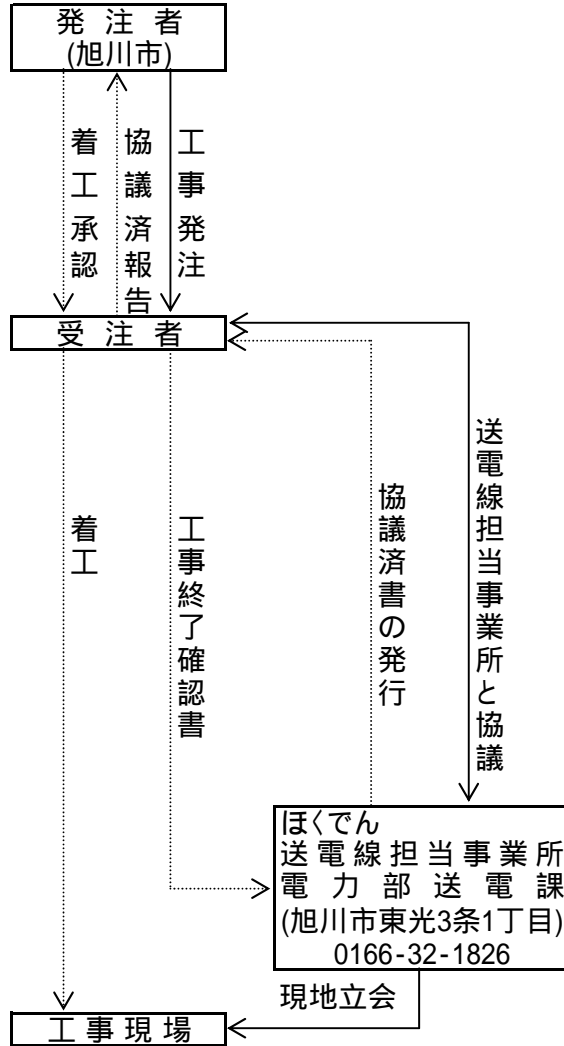 発注者
(旭川市)
着工承認
協議済報告
工事発注
受注者
着工
工事終了確認書
協議済書の発行
送電線担当事業所と協議
ほくでん
送電線担当事業所
電力部送電課
(旭川市東光3条1丁目)
0166-32-1826
現地立会
工事現場